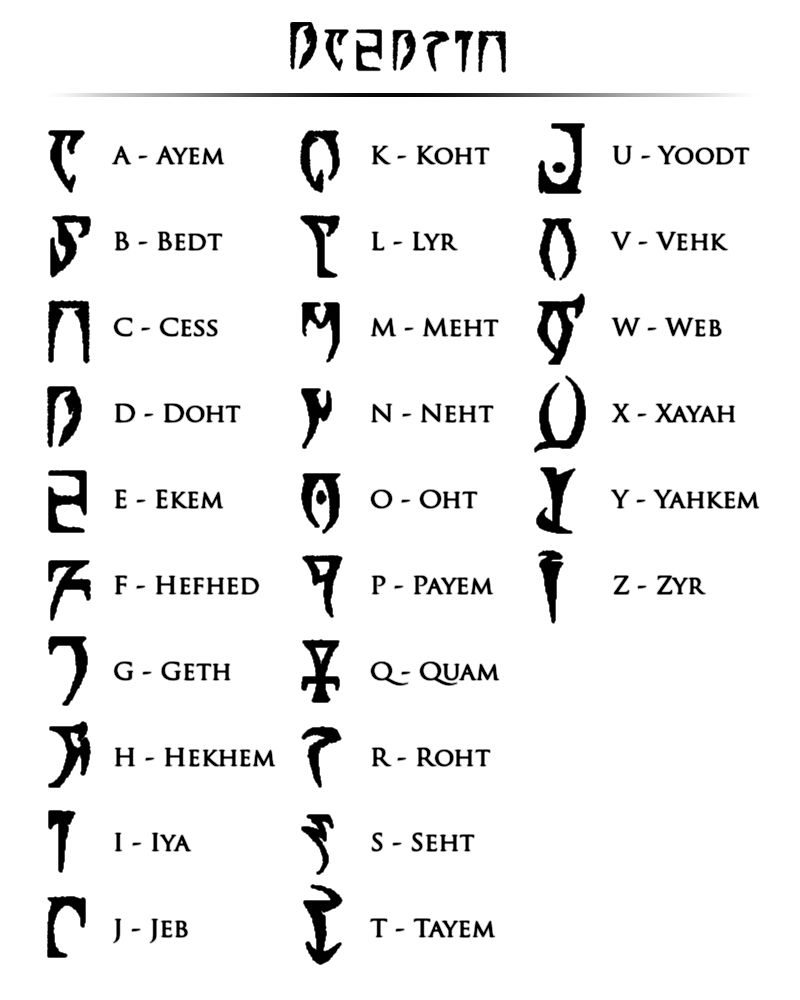 DAEDRIC
A - Ayem
B - Bedt
C - Cess
D - Doht
E - Ekem
F - Hefhed
G - Geth
H - Hekhem
I - Iya
J - Jeb
K - Koht
L - Lyr
M - Meht
N - Neht
O - Oht
P - Payem
Q - Quam
R - Roht
S - Seht
T - Tayem
U - Yoodt
V - Vehk
W - Web
X - Xayah
Y - Yahkem
Z - Zyr